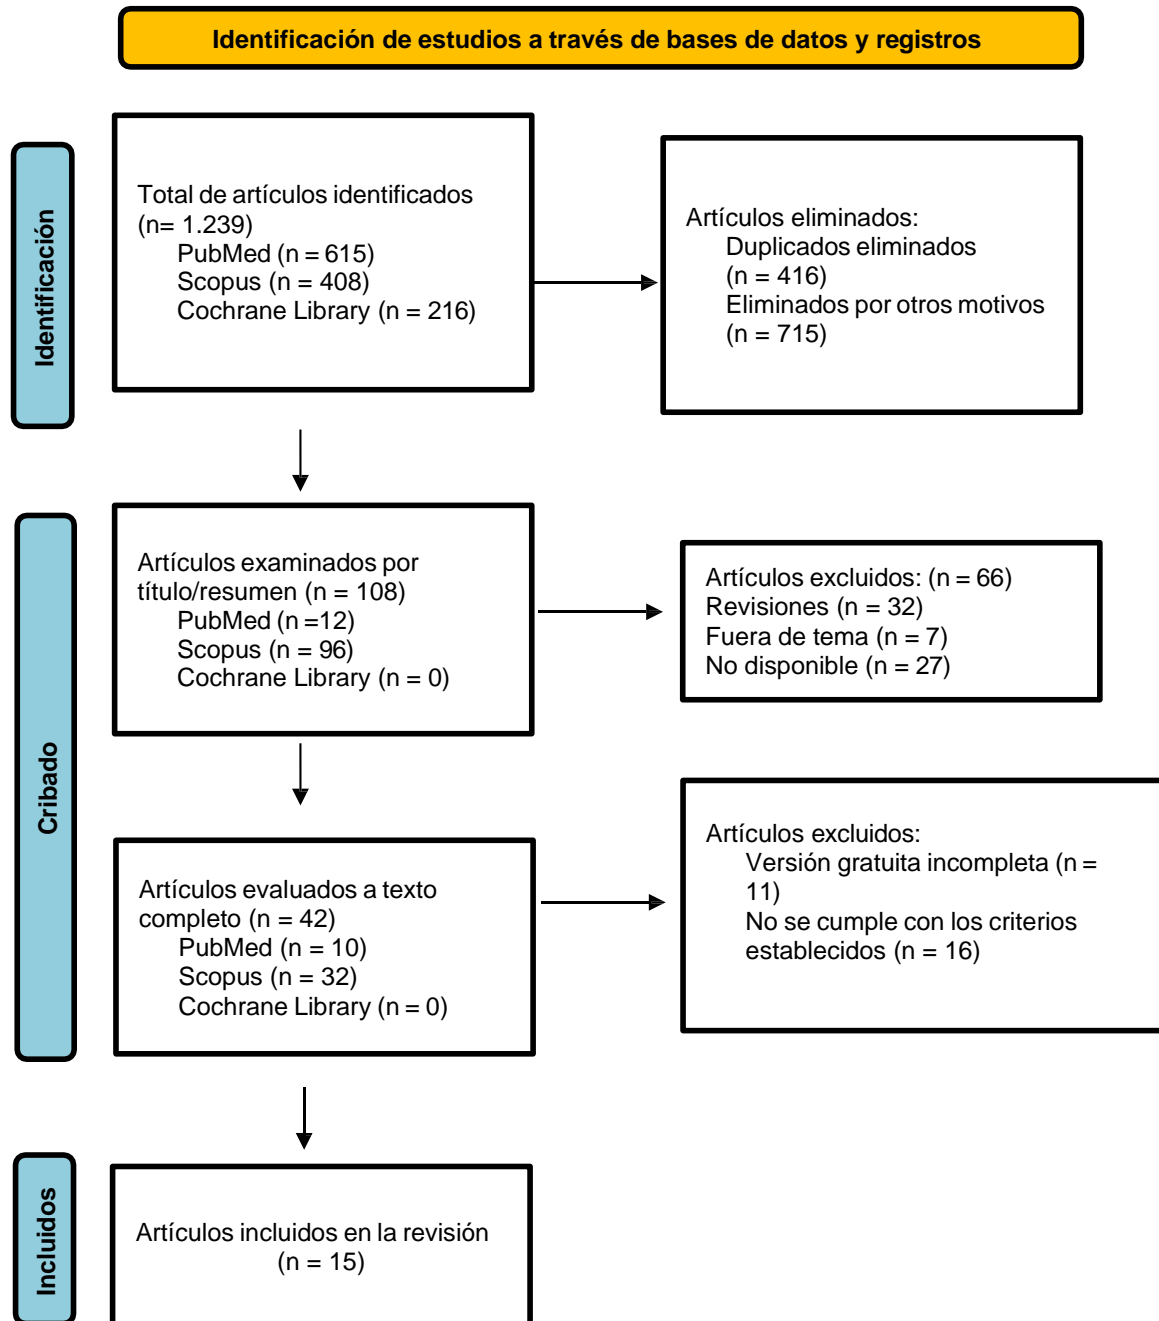 Identificación de estudios a través de bases de datos y registros
Identificación
Total de artículos identificados
(n= 1.239)
PubMed (n = 615)
Scopus (n = 408)
Cochrane Library (n = 216)
Artículos eliminados:
Duplicados eliminados
(n = 416)
Eliminados por otros motivos
(n = 715)
Cribado
Artículos examinados por
título/resumen (n = 108)
PubMed (n =12)
Scopus (n = 96)
Cochrane Library (n = 0)
Artículos excluidos: (n = 66)
Revisiones (n = 32)
Fuera de tema (n = 7)
No disponible (n = 27)
Artículos evaluados a texto
completo (n = 42)
PubMed (n = 10)
Scopus (n = 32)
Cochrane Library (n = 0)
Artículos excluidos:
Versión gratuita incompleta (n =
11)
No se cumple con los criterios
establecidos (n = 16)
Incluidos
Artículos incluidos en la revisión
(n = 15)